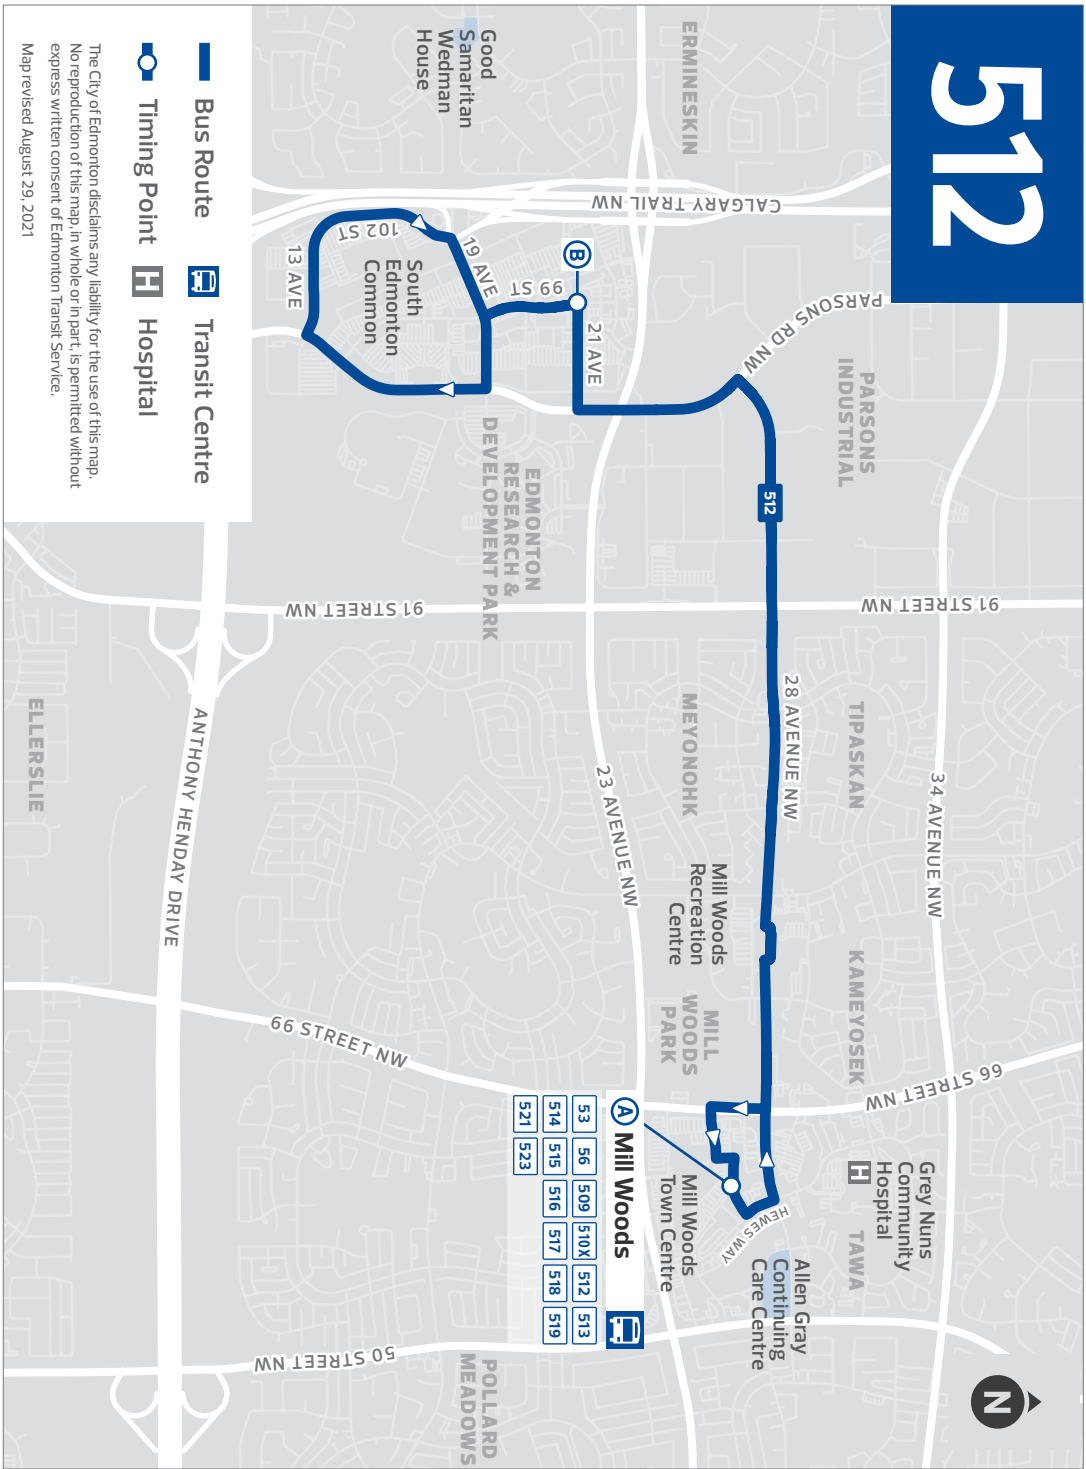 512
ERMINESKIN
Good
Samaritan
Wedman
House
CALGARY TRAIL NW
PARSONS RD NW
PARSONS
INDUSTRIAL
B
99 ST
21 AVE
19 AVE
102 ST
13 AVE
South
Edmonton
Common
EDMONTON
RESEARCH &
DEVELOPMENT PARK
512
91 STREET NW
91 STREET NW
28 AVENUE NW
34 AVENUE NW
23 AVENUE NW
TIPASKAN
MEYONOHK
KAMEYOSEK
Mill Woods
Recreation
Centre
MILL
WOODS
PARK
66 STREET NW
66 STREET NW
ELLERSLIE
ANTHONY HENDAY DRIVE
Grey Nuns
Community
Hospital
H
TAWA
HEWES WAY
Allen Gray
Continuing
Care Centre
Mill Woods
Town Centre
A Mill Woods
53 56 509 510X 512 513
514 515 516 517 518 519
521 523
50 STREET NW
POLLARD
MEADOWS
N
Bus Route
Transit Centre
Timing Point
H Hospital
The City of Edmonton disclaims any liability for the use of this map.
No reproduction of this map, in whole or in part, is permitted without
express written consent of Edmonton Transit Service.
Map revised August 29, 2021